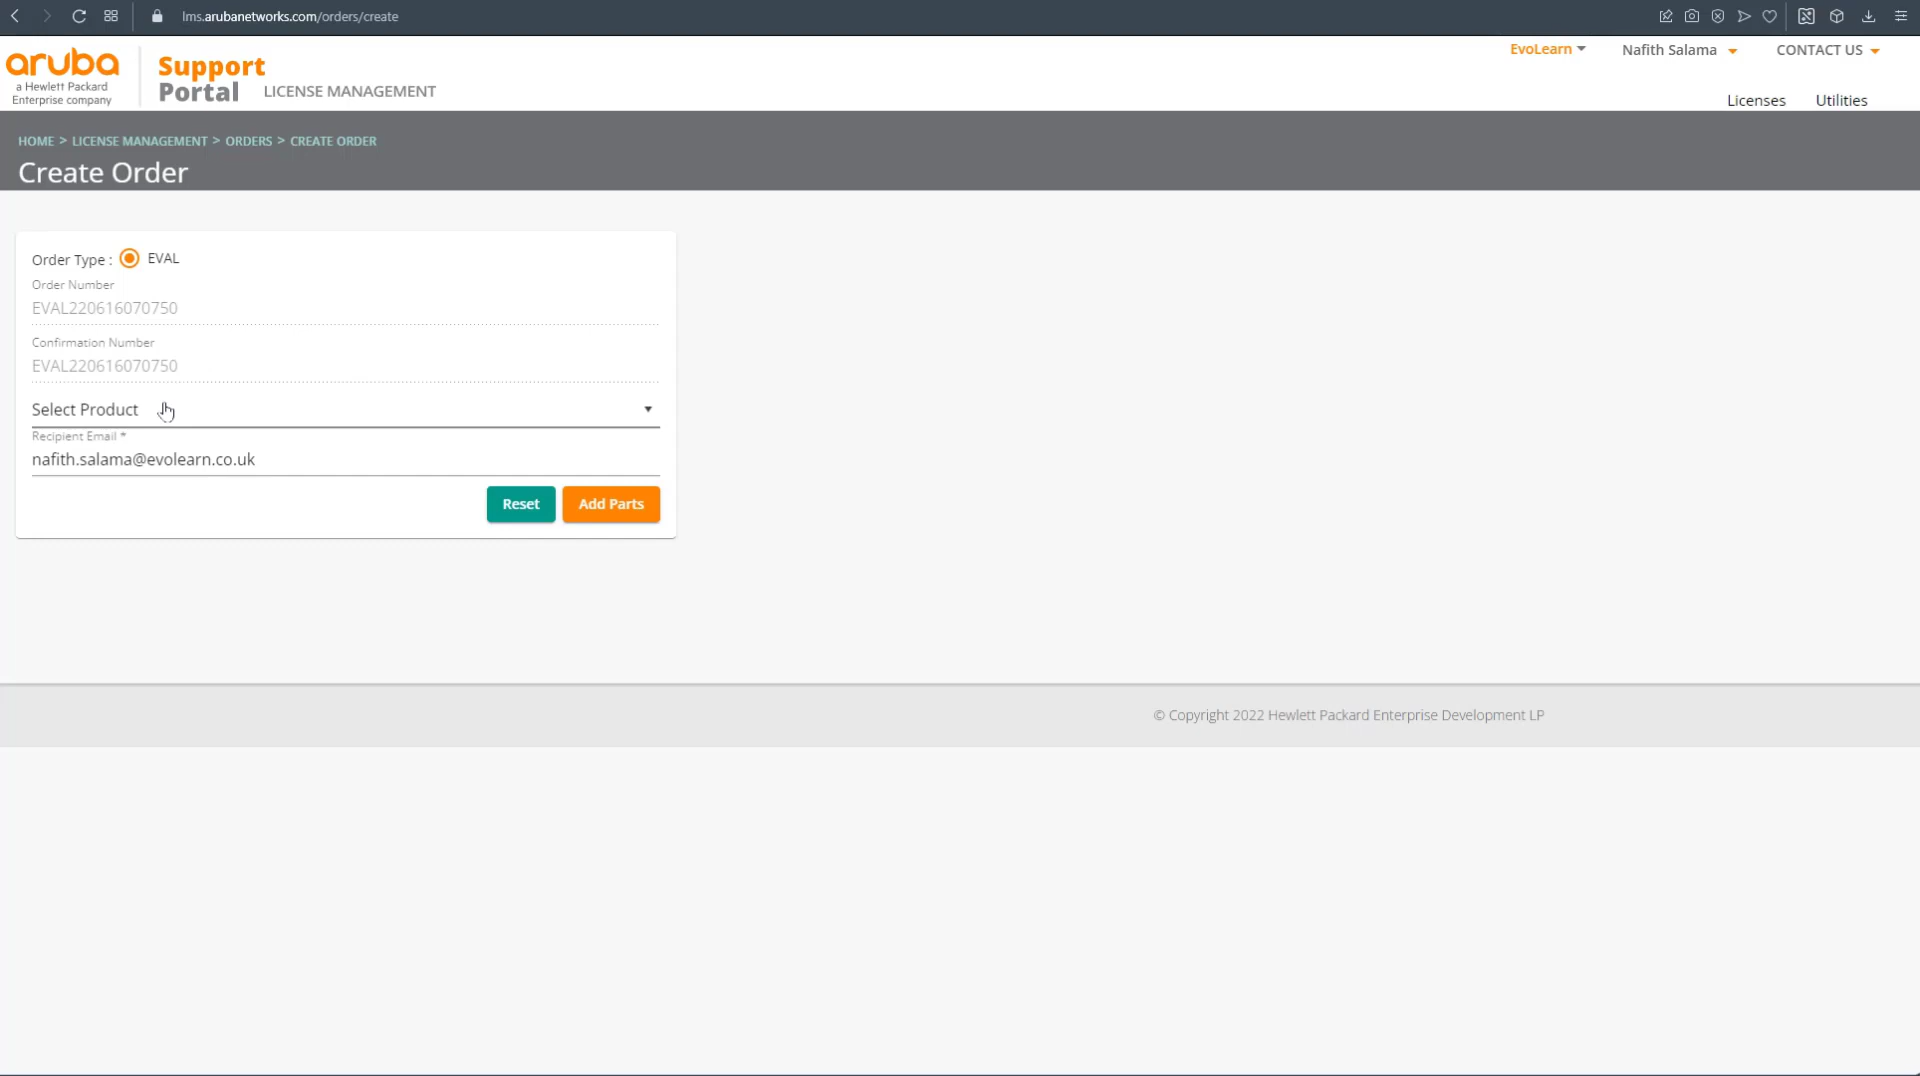 lms.arubanetworks.com/orders/create
aruba
a Hewlett Packard
Enterprise company
Support
Portal
LICENSE MANAGEMENT
EvoLearn
Nafith Salama
CONTACT US
Licenses
Utilities
HOME > LICENSE MANAGEMENT > ORDERS > CREATE ORDER
Create Order
Order Type : EVAL
Order Number
EVAL220616070750
Confirmation Number
EVAL220616070750
Select Product
Recipient Email *
nafith.salama@evolearn.co.uk
Reset
Add Parts
© Copyright 2022 Hewlett Packard Enterprise Development LP